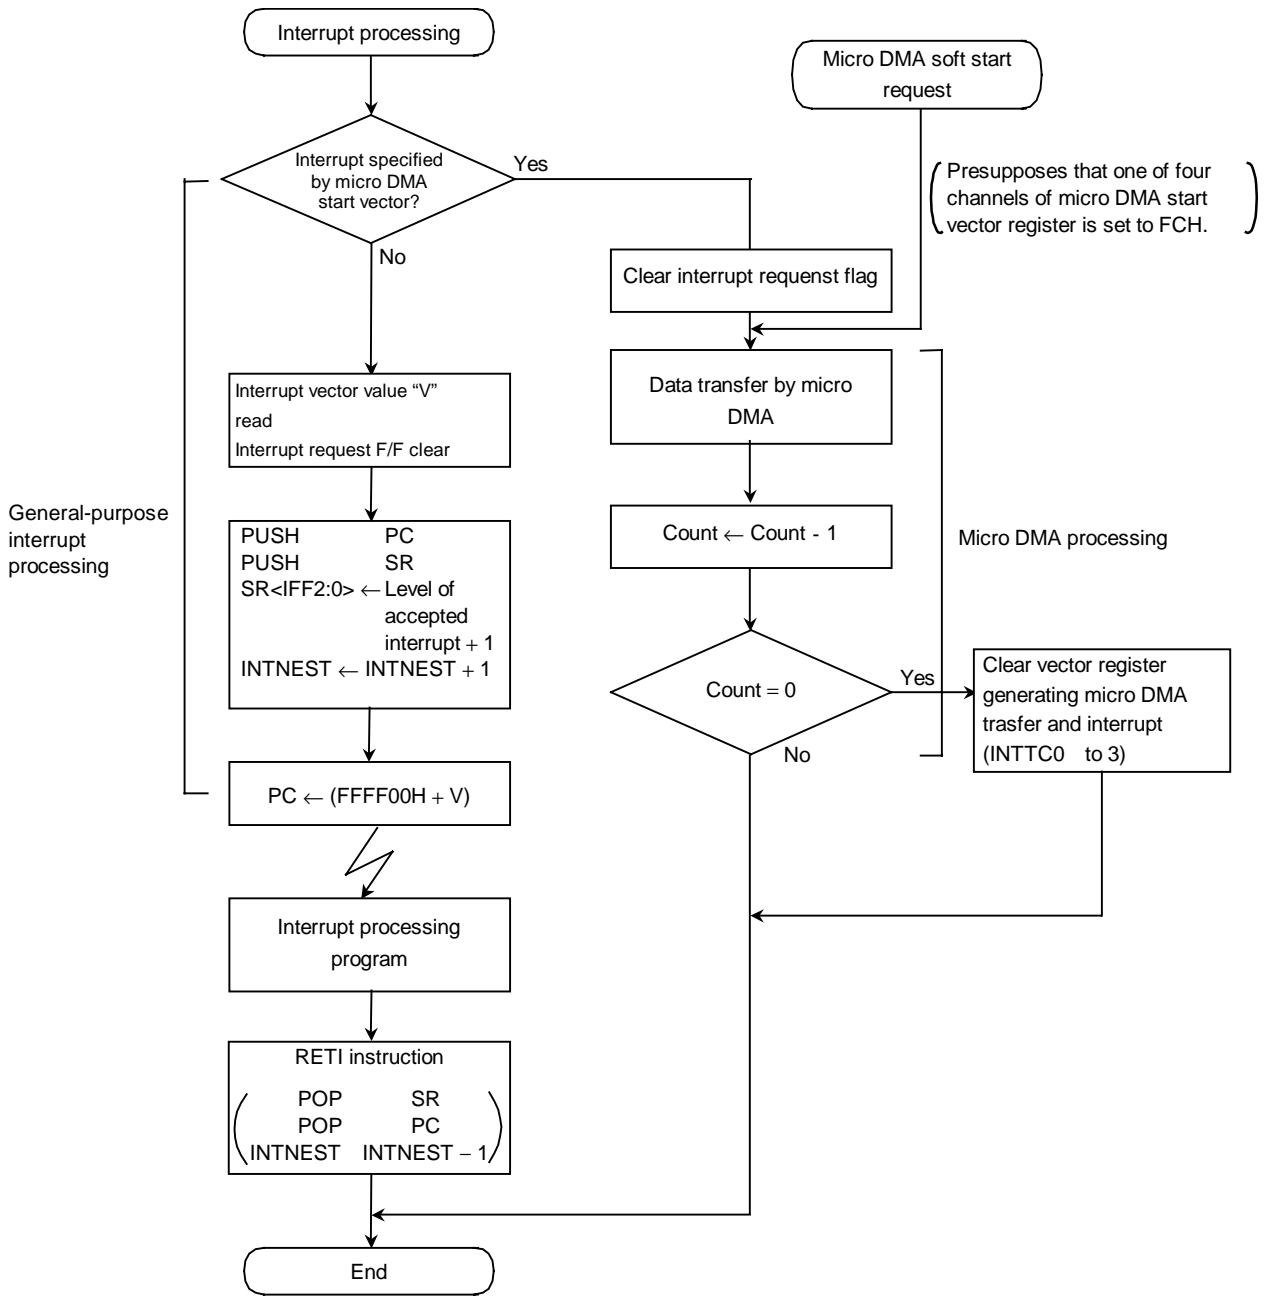 Interrupt processing
Micro DMA soft start
request
Interrupt specified
by micro DMA
start vector?
Yes
No
Presupposes that one of four
channels of micro DMA start
vector register is set to FCH.
Clear interrupt requenst flag
Interrupt vector value “V”
read
Interrupt request F/F clear
Data transfer by micro
DMA
General-purpose
interrupt
processing
PUSH PC
PUSH SR
SR<IFF2:0> ← Level of
accepted
interrupt + 1
INTNEST ← INTNEST + 1
Count ← Count - 1
Micro DMA processing
Count = 0
Yes
No
Clear vector register
generating micro DMA
trasfer and interrupt
(INTTC0 to 3)
PC ← (FFFF00H + V)
Interrupt processing
program
RETI instruction
POP SR
POP PC
INTNEST INTNEST − 1
End